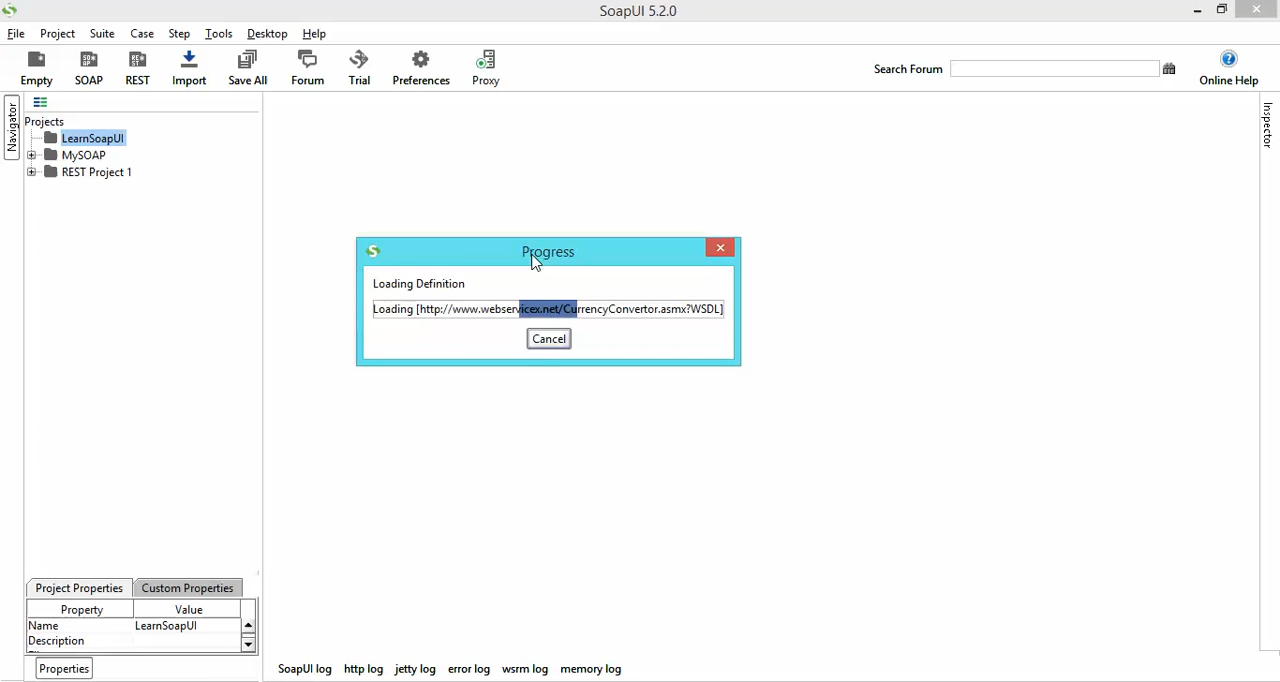 SoapUI 5.2.0
File Project Suite Case Step Tools Desktop Help
Empty SOAP REST Import Save All Forum Trial Preferences Proxy Search Forum Online Help
Navigator
Inspector
Projects
LearnSoapUI
MySOAP
REST Project 1
Progress
Loading Definition
Loading [http://www.webservicex.net/CurrencyConvertor.asmx?WSDL]
Cancel
Project Properties Custom Properties
Property Value
Name LearnSoapUI
Description
Properties
SoapUI log http log jetty log error log wsrm log memory log